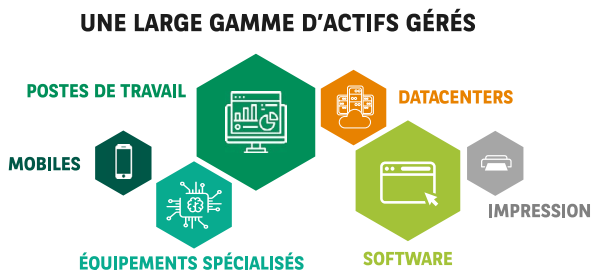 UNE LARGE GAMME D'ACTIFS GÉRÉS
POSTES DE TRAVAIL
DATACENTERS
MOBILES
IMPRESSION
ÉQUIPEMENTS SPÉCIALISÉS
SOFTWARE